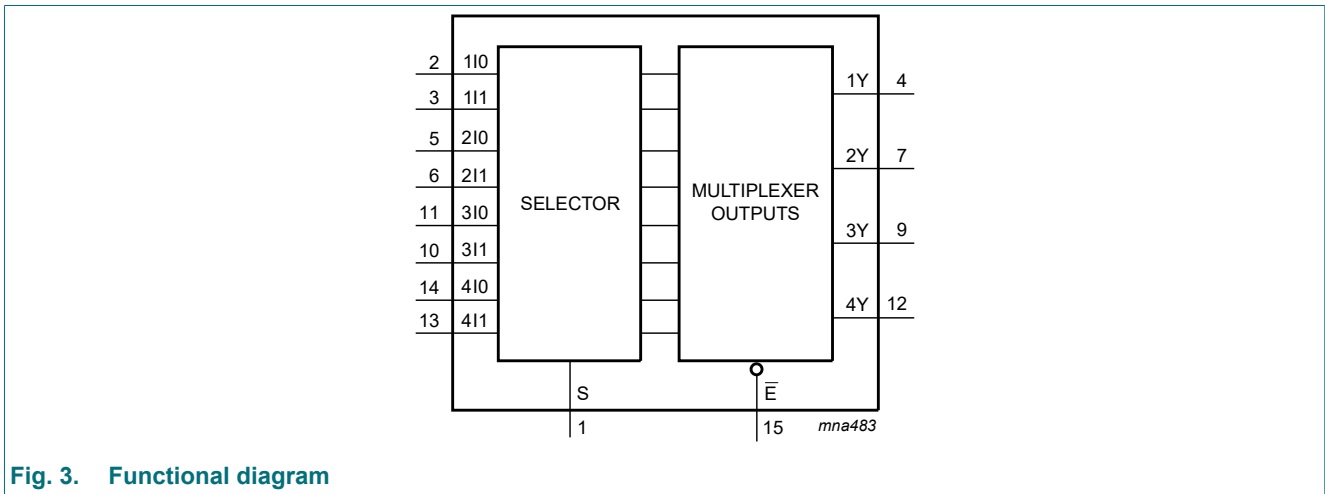 2 1I0
3 1I1
5 2I0
6 2I1
11 3I0
10 3I1
14 4I0
13 4I1
SELECTOR
MULTIPLEXER
OUTPUTS
1Y 4
2Y 7
3Y 9
4Y 12
S
E̅
1
15
mna483
Fig. 3. Functional diagram